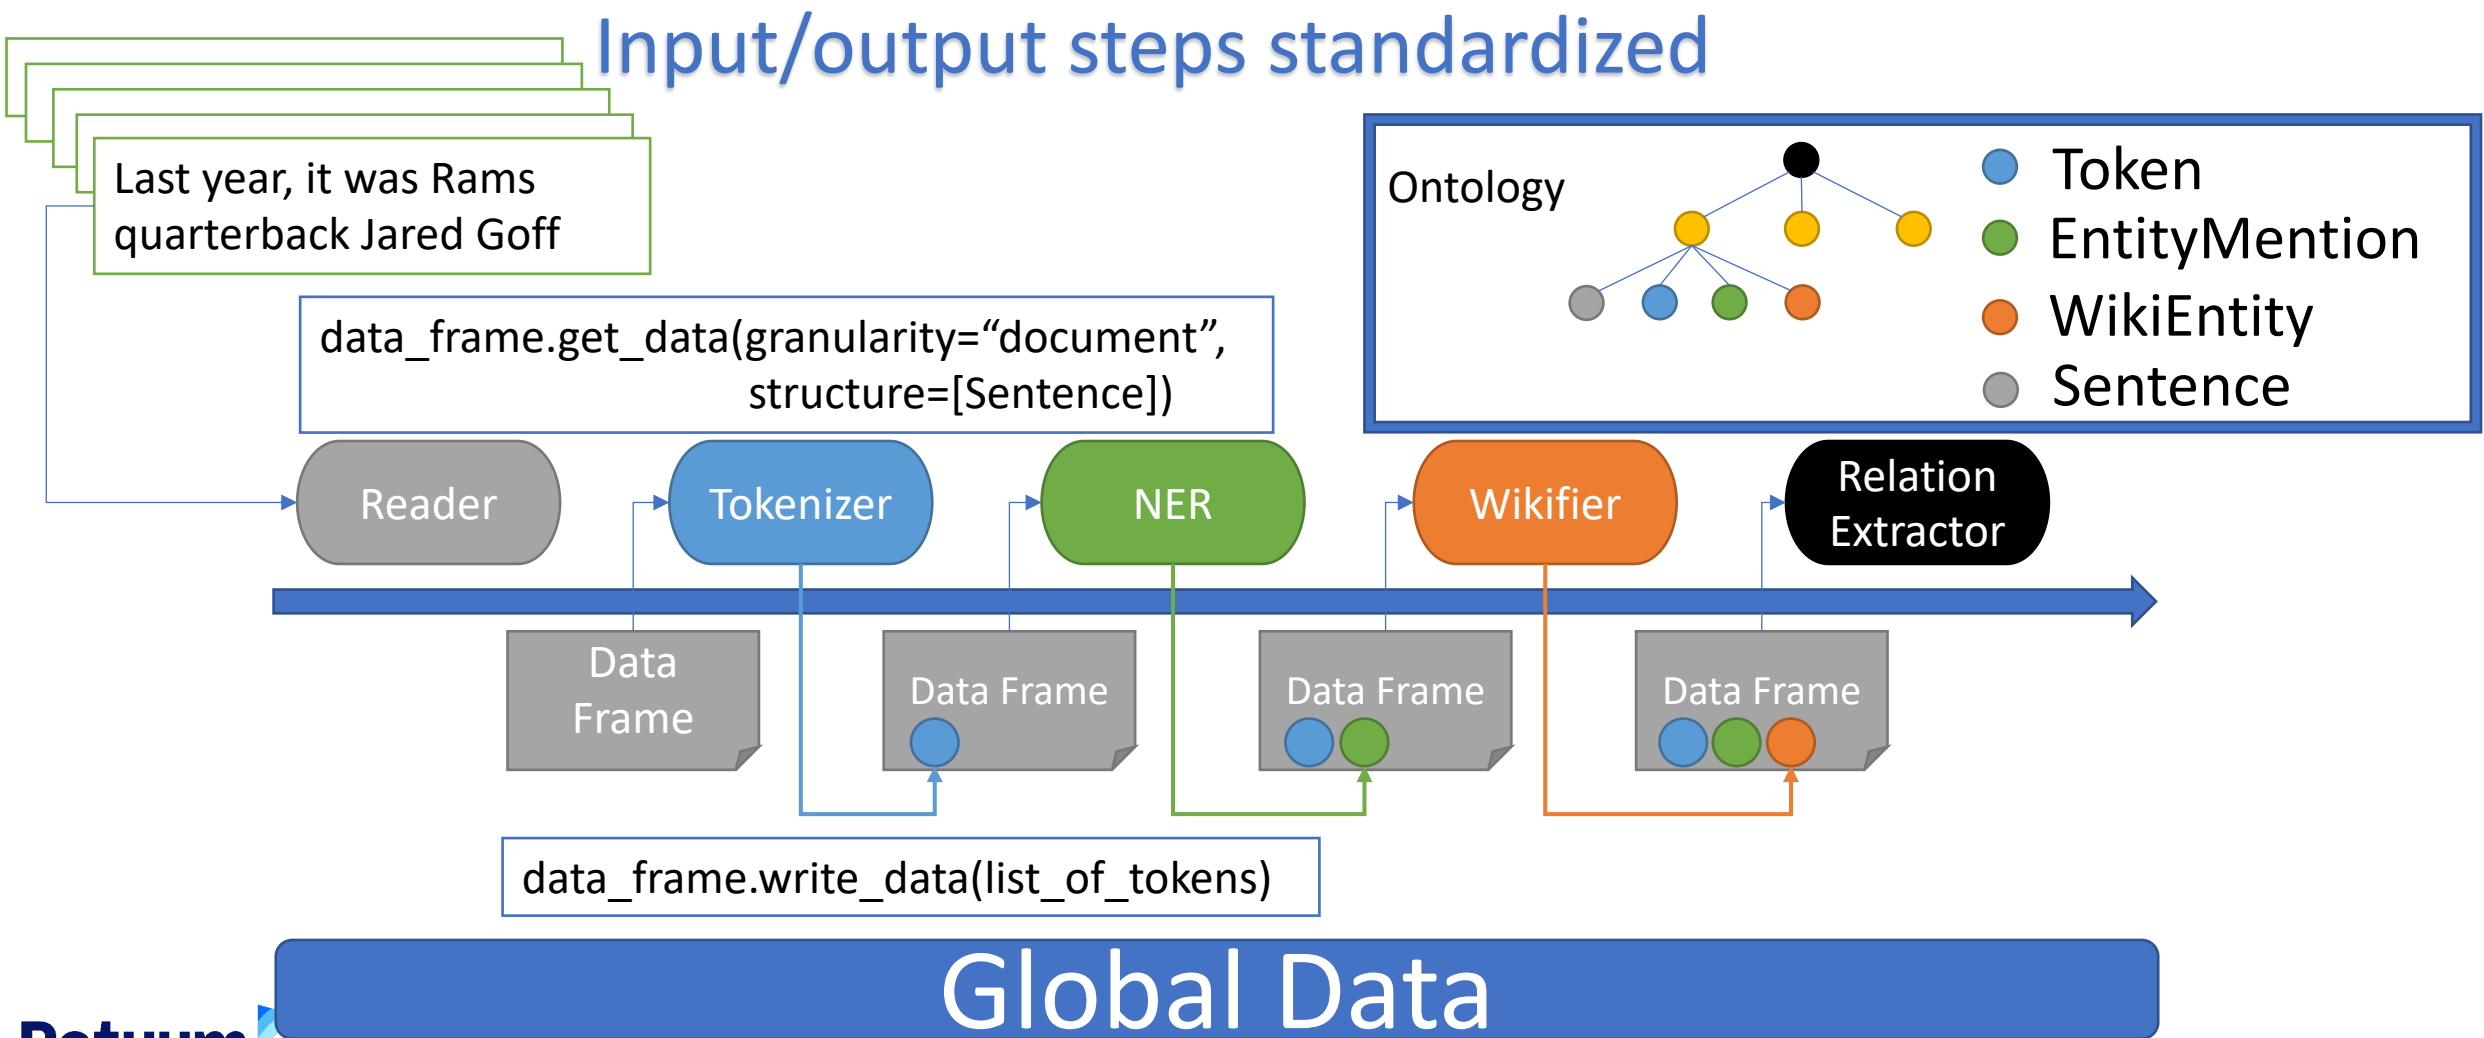 Input/output steps standardized
Last year, it was Rams
quarterback Jared Goff
Ontology
Token
EntityMention
WikiEntity
Sentence
data_frame.get_data(granularity=“document”,
structure=[Sentence])
Reader
Tokenizer
NER
Wikifier
Relation
Extractor
Data
Frame
Data Frame
Data Frame
Data Frame
data_frame.write_data(list_of_tokens)
Global Data
Petuum